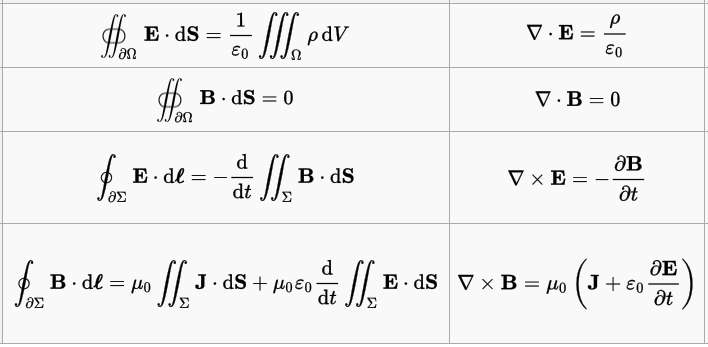 ∯_∂Ω 𝐄 · d𝐒 = 1/ε₀ ∭_Ω ρ dV    ∇ · 𝐄 = ρ/ε₀
∯_∂Ω 𝐁 · d𝐒 = 0    ∇ · 𝐁 = 0
∮_∂Σ 𝐄 · dℓ = − d/dt ∬_Σ 𝐁 · d𝐒    ∇ × 𝐄 = − ∂𝐁/∂t
∮_∂Σ 𝐁 · dℓ = μ₀ ∬_Σ 𝐉 · d𝐒 + μ₀ε₀ d/dt ∬_Σ 𝐄 · d𝐒    ∇ × 𝐁 = μ₀ (𝐉 + ε₀ ∂𝐄/∂t)